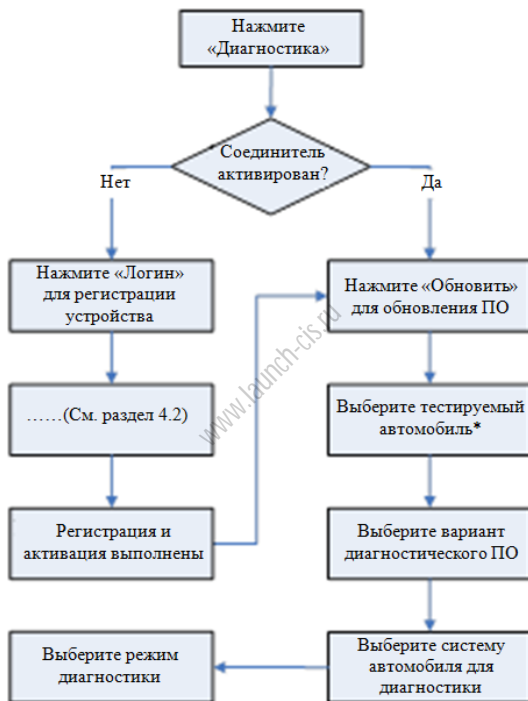 Нажмите
«Диагностика»
Соединитель
активирован?
Нет
Да
Нажмите «Логин»
для регистрации
устройства
……(См. раздел 4.2)
Регистрация и
активация выполнены
Нажмите «Обновить»
для обновления ПО
Выберите тестируемый
автомобиль*
Выберите вариант
диагностического ПО
Выберите систему
автомобиля для
диагностики
Выберите режим
диагностики
www.launch-cis.ru